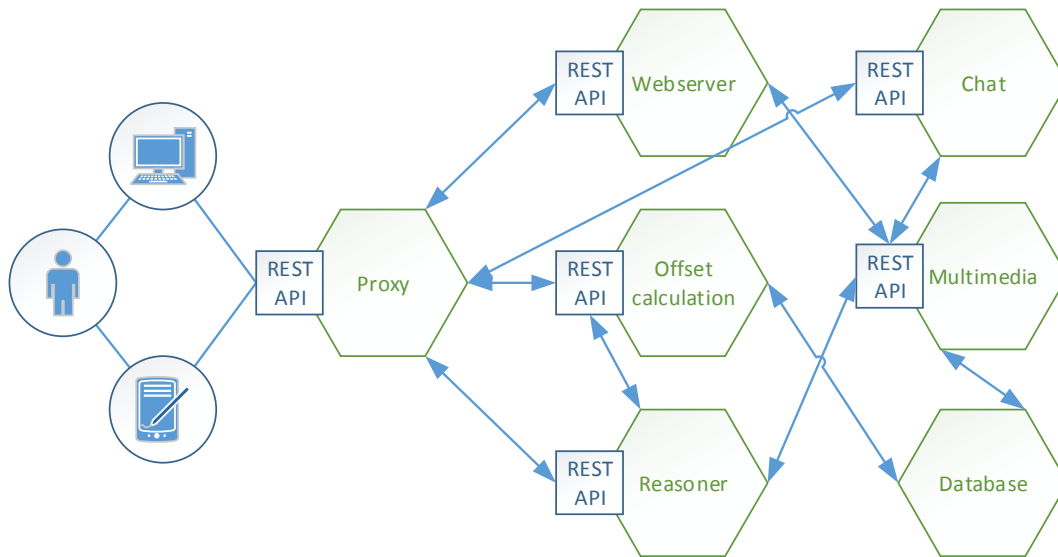 REST
API
Proxy
REST
API
Webserver
REST
API
Chat
REST
API
Offset
calculation
REST
API
Multimedia
REST
API
Reasoner
Database